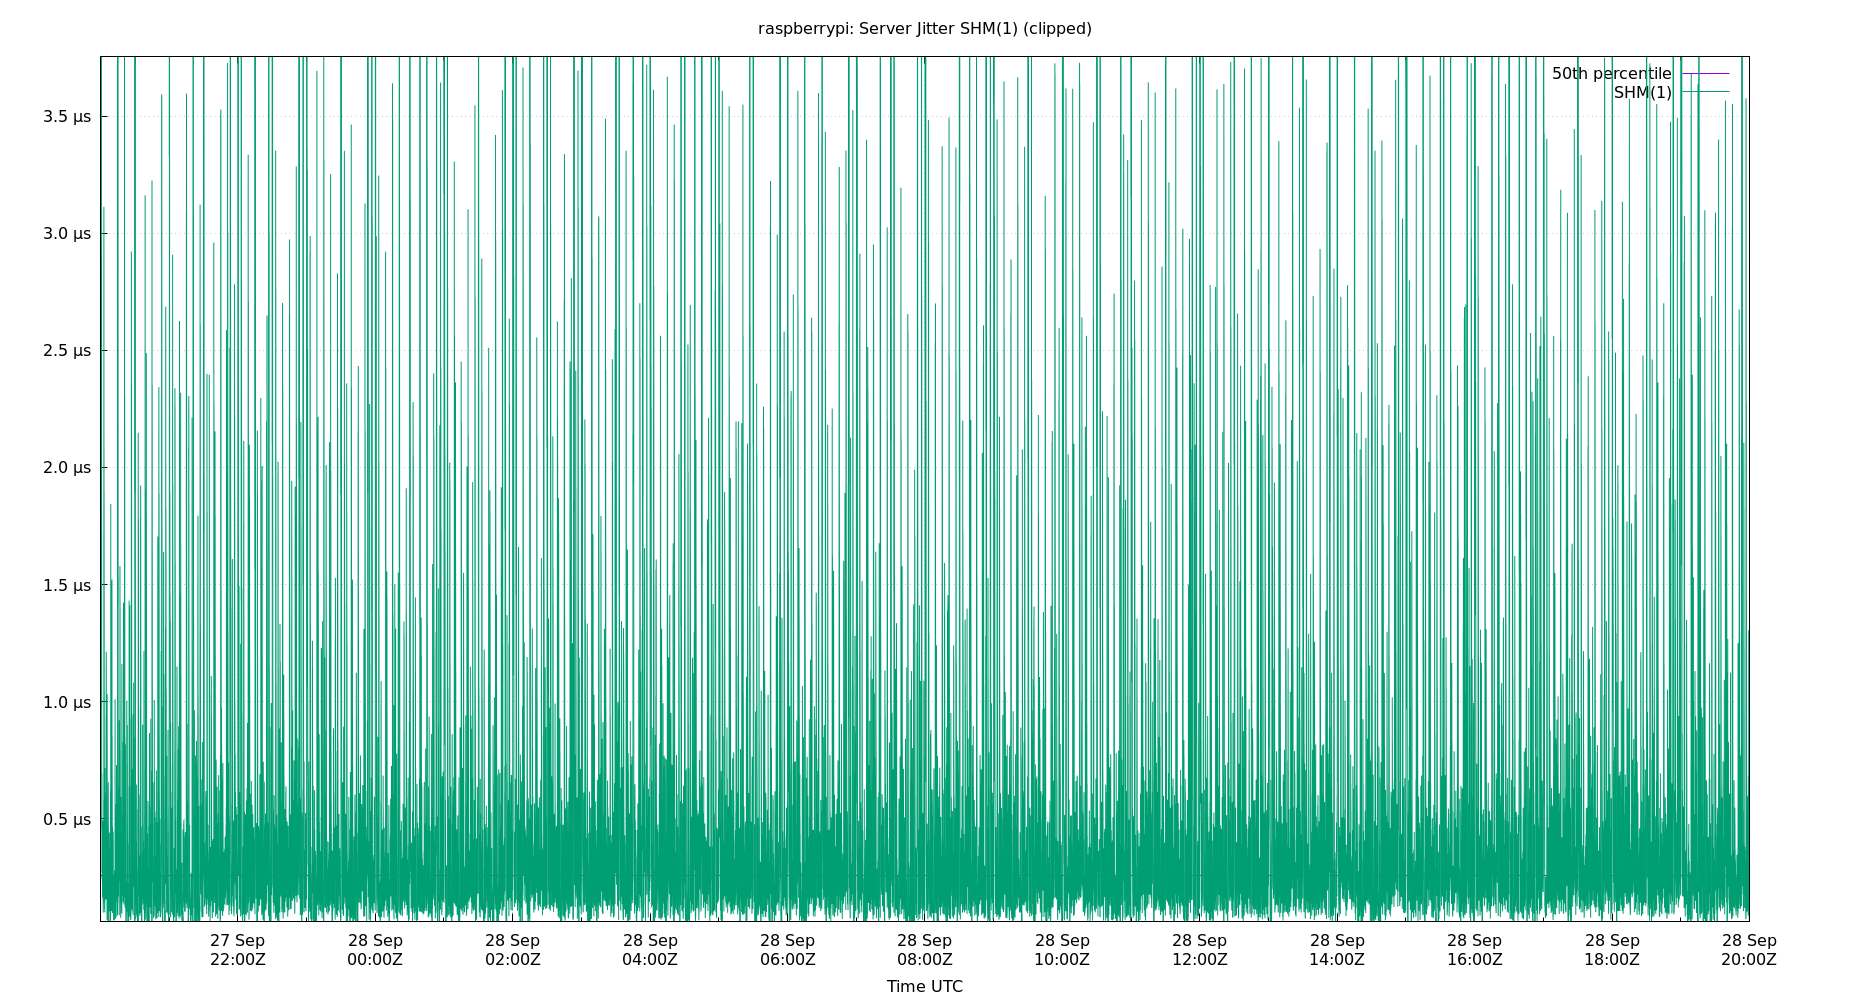 raspberrypi: Server Jitter SHM(1) (clipped)
50th percentile
SHM(1)
3.5 µs
3.0 µs
2.5 µs
2.0 µs
1.5 µs
1.0 µs
0.5 µs
27 Sep 28 Sep 28 Sep 28 Sep 28 Sep 28 Sep 28 Sep 28 Sep 28 Sep 28 Sep 28 Sep 28 Sep
22:00Z 00:00Z 02:00Z 04:00Z 06:00Z 08:00Z 10:00Z 12:00Z 14:00Z 16:00Z 18:00Z 20:00Z
Time UTC